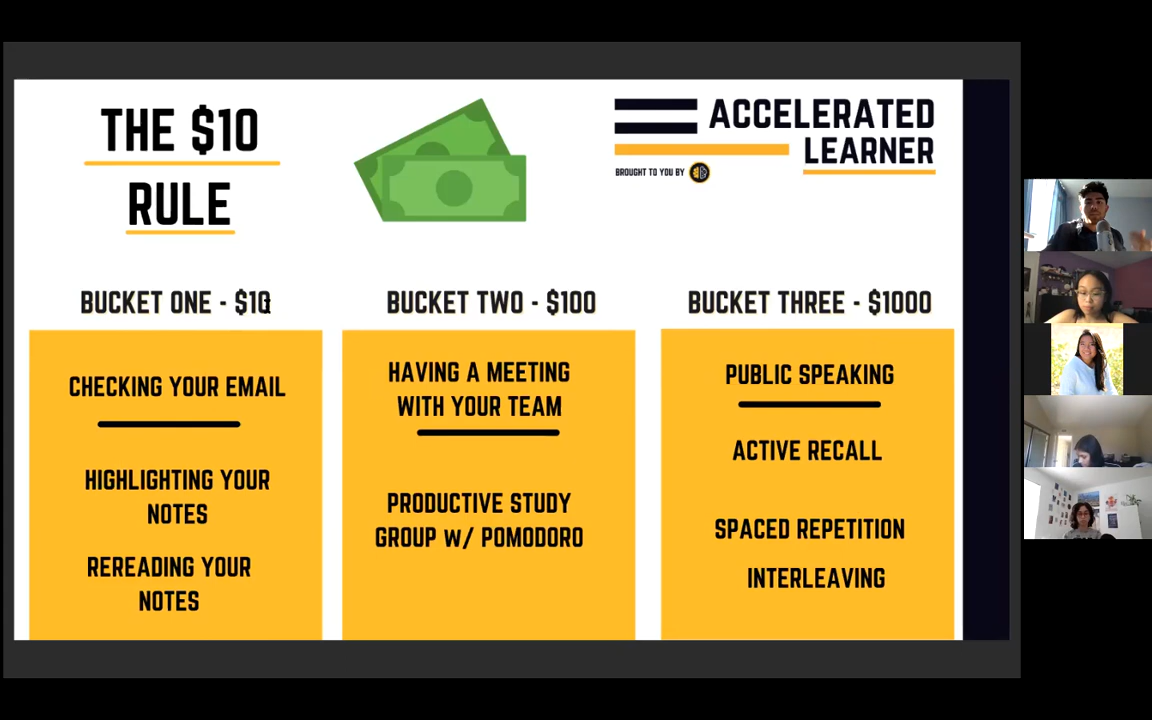 THE $10
RULE
ACCELERATED
LEARNER
BROUGHT TO YOU BY
BUCKET ONE - $10
CHECKING YOUR EMAIL
HIGHLIGHTING YOUR
NOTES
REREADING YOUR
NOTES
BUCKET TWO - $100
HAVING A MEETING
WITH YOUR TEAM
PRODUCTIVE STUDY
GROUP W/ POMODORO
BUCKET THREE - $1000
PUBLIC SPEAKING
ACTIVE RECALL
SPACED REPETITION
INTERLEAVING